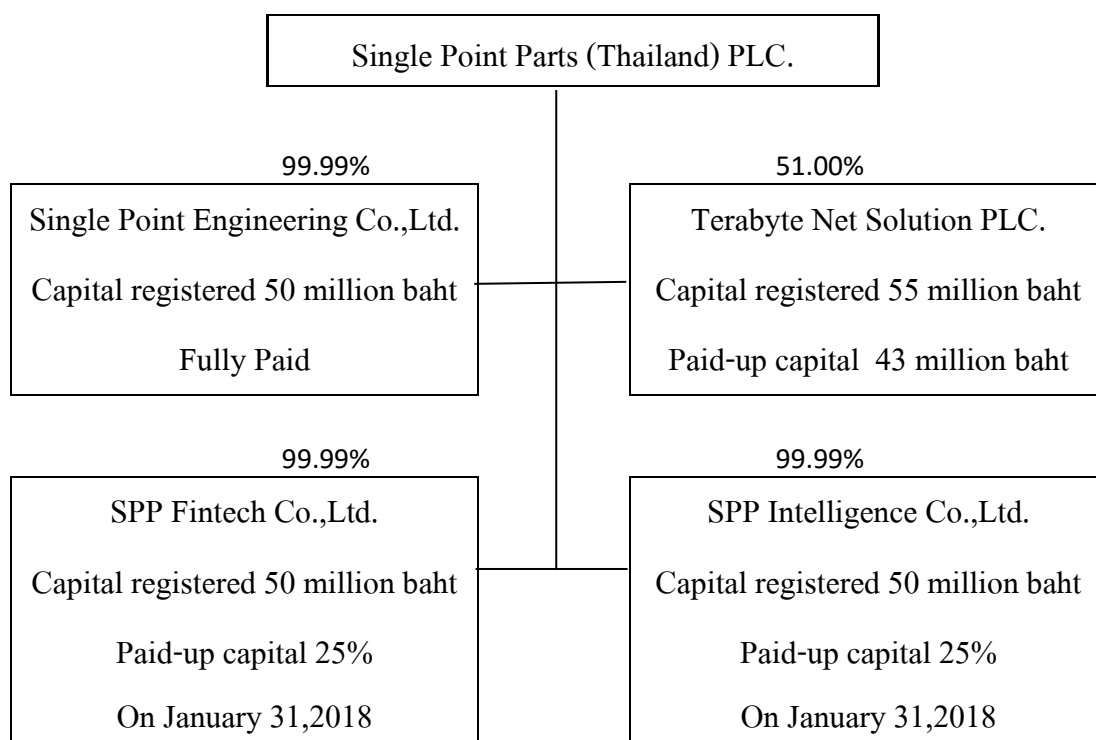 Single Point Parts (Thailand) PLC.
99.99%
Single Point Engineering Co.,Ltd.
Capital registered 50 million baht
Fully Paid
51.00%
Terabyte Net Solution PLC.
Capital registered 55 million baht
Paid-up capital 43 million baht
99.99%
SPP Fintech Co.,Ltd.
Capital registered 50 million baht
Paid-up capital 25%
On January 31,2018
99.99%
SPP Intelligence Co.,Ltd.
Capital registered 50 million baht
Paid-up capital 25%
On January 31,2018